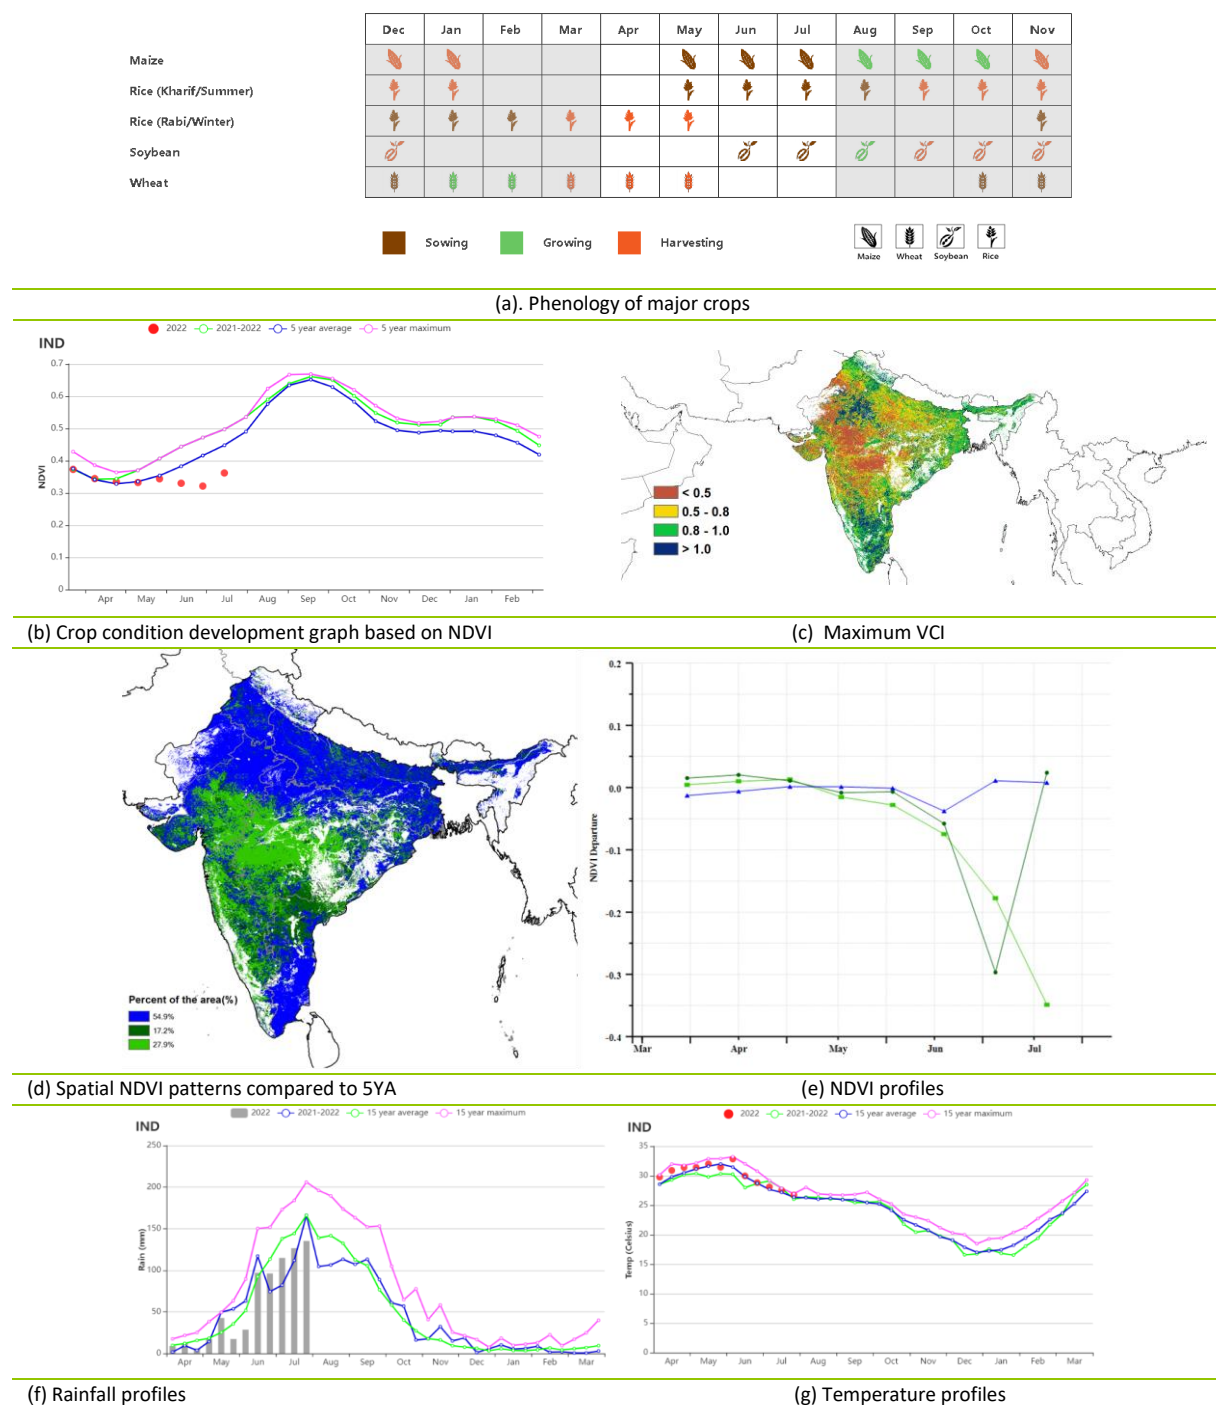 Dec Jan Feb Mar Apr May Jun Jul Aug Sep Oct Nov
Maize
Rice (Kharif/Summer)
Rice (Rabi/Winter)
Soybean
Wheat
Sowing Growing Harvesting
Maize Wheat Soybean Rice
(a). Phenology of major crops
2022 2021-2022 5 year average 5 year maximum
IND
0.7
0.6
0.5
0.4
0.3
0.2
0.1
0
NDVI
Apr May Jun Jul Aug Sep Oct Nov Dec Jan Feb
< 0.5
0.5 - 0.8
0.8 - 1.0
> 1.0
(b) Crop condition development graph based on NDVI
(c) Maximum VCI
Percent of the area(%)
54.9%
17.2%
27.9%
0.2
0.1
0.1
0.0
-0.1
-0.2
-0.3
-0.4
NDVI Departure
Mar Apr May Jun Jul
(d) Spatial NDVI patterns compared to 5YA
(e) NDVI profiles
2022 2021-2022 15 year average 15 year maximum
IND
250
200
150
100
50
0
Rain (mm)
Apr May Jun Jul Aug Sep Oct Nov Dec Jan Feb Mar
2022 2021-2022 15 year average 15 year maximum
IND
35
30
25
20
15
10
5
0
Temp (Celsius)
Apr May Jun Jul Aug Sep Oct Nov Dec Jan Feb Mar
(f) Rainfall profiles
(g) Temperature profiles